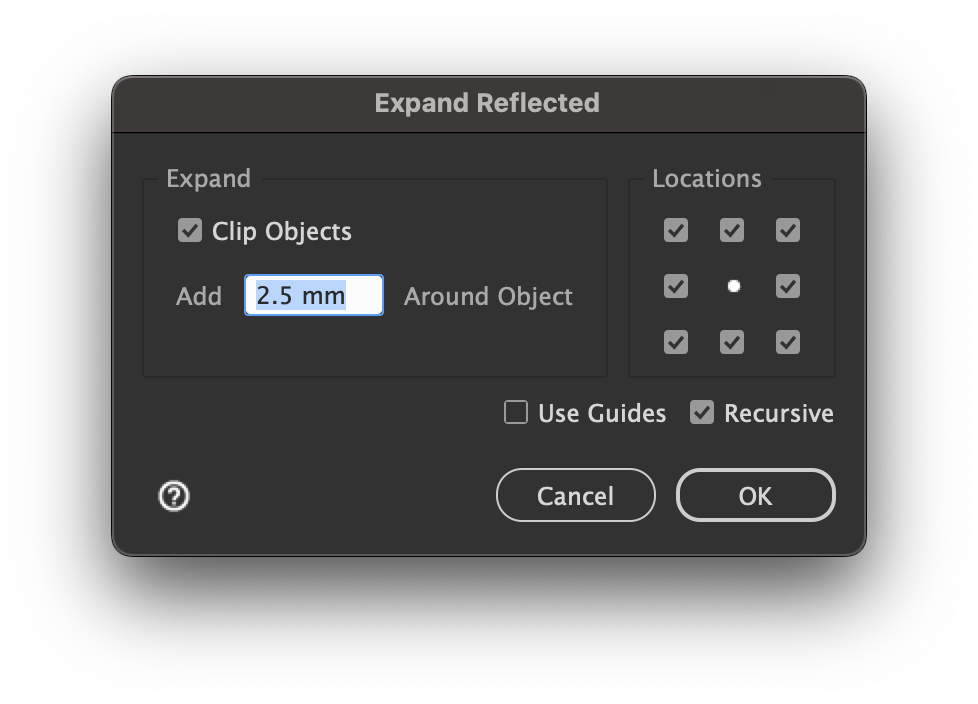 Expand Reflected
Expand
Clip Objects
Add 2.5 mm Around Object
Locations
Use Guides Recursive
? Cancel OK